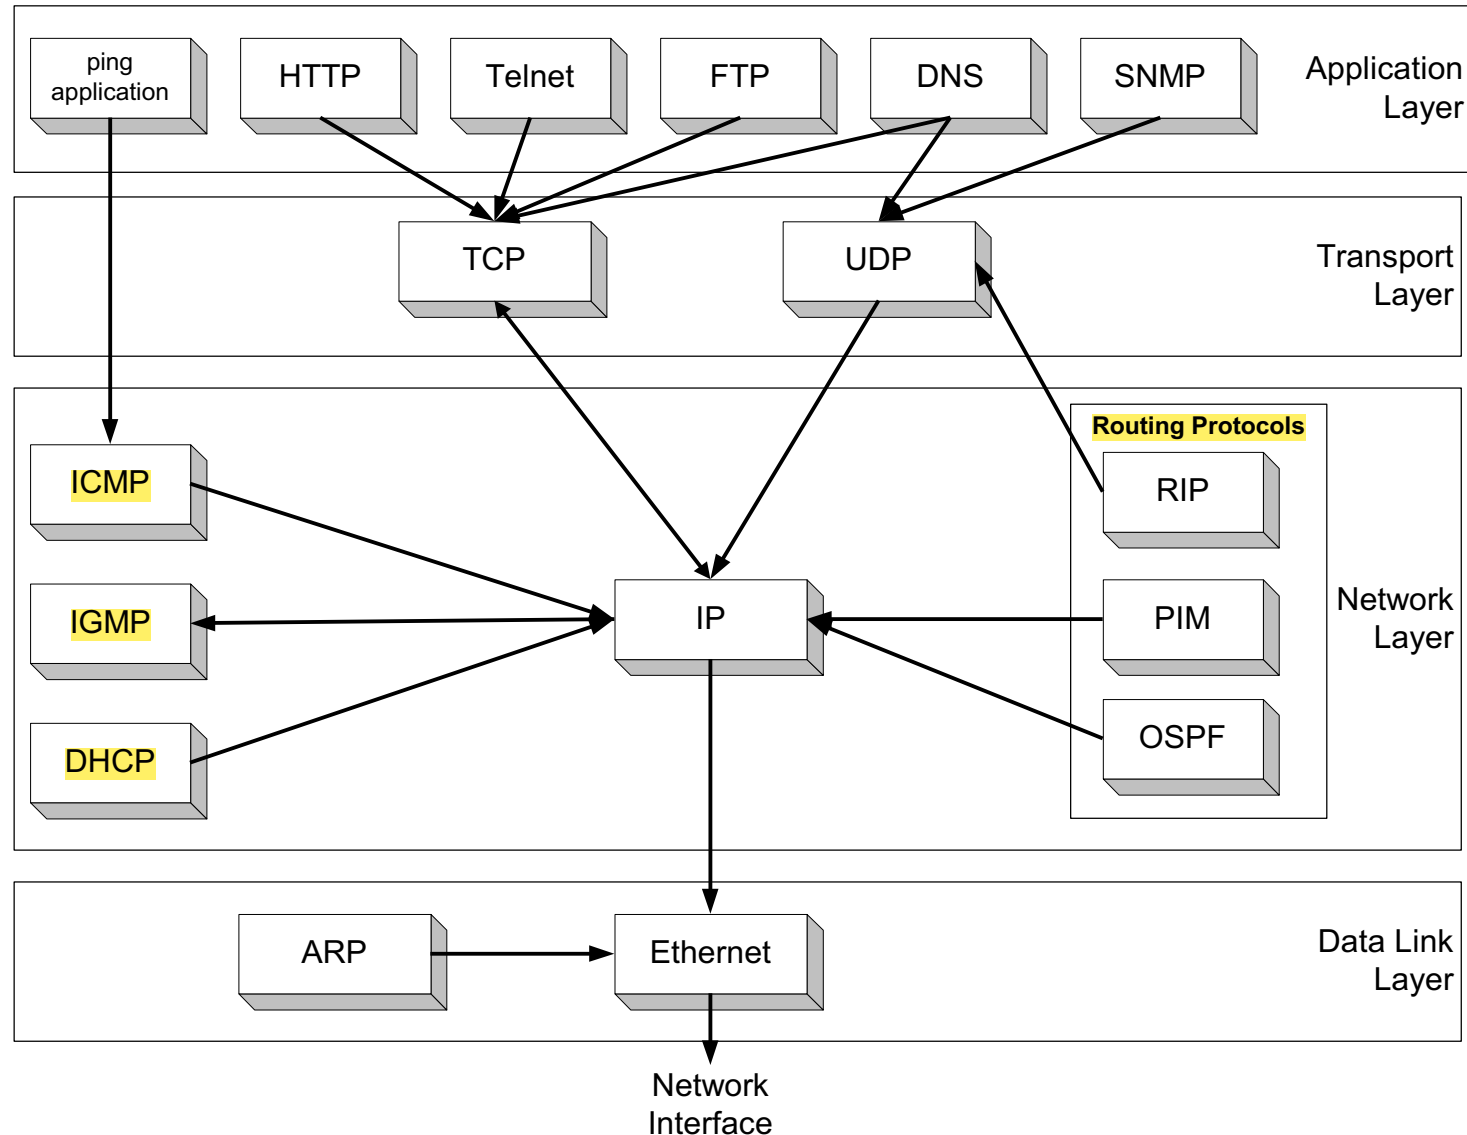 ping
application
HTTP
Telnet
FTP
DNS
SNMP
Application
Layer
TCP
UDP
Transport
Layer
Routing Protocols
ICMP
RIP
IGMP
IP
PIM
Network
Layer
DHCP
OSPF
ARP
Ethernet
Data Link
Layer
Network
Interface